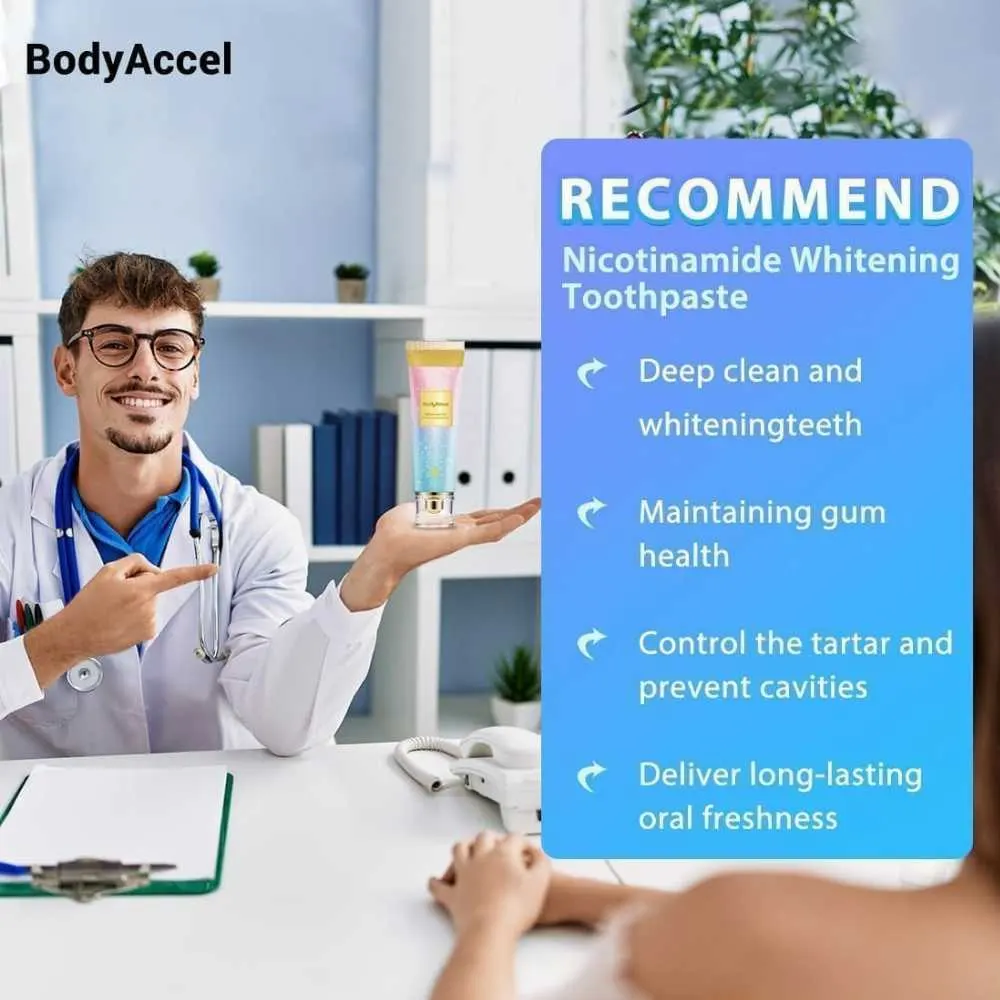 BodyAccel
RECOMMEND
Nicotinamide Whitening
Toothpaste
Deep clean and
whiteningteeth
Maintaining gum
health
Control the tartar and
prevent cavities
Deliver long-lasting
oral freshness
BodyAccel